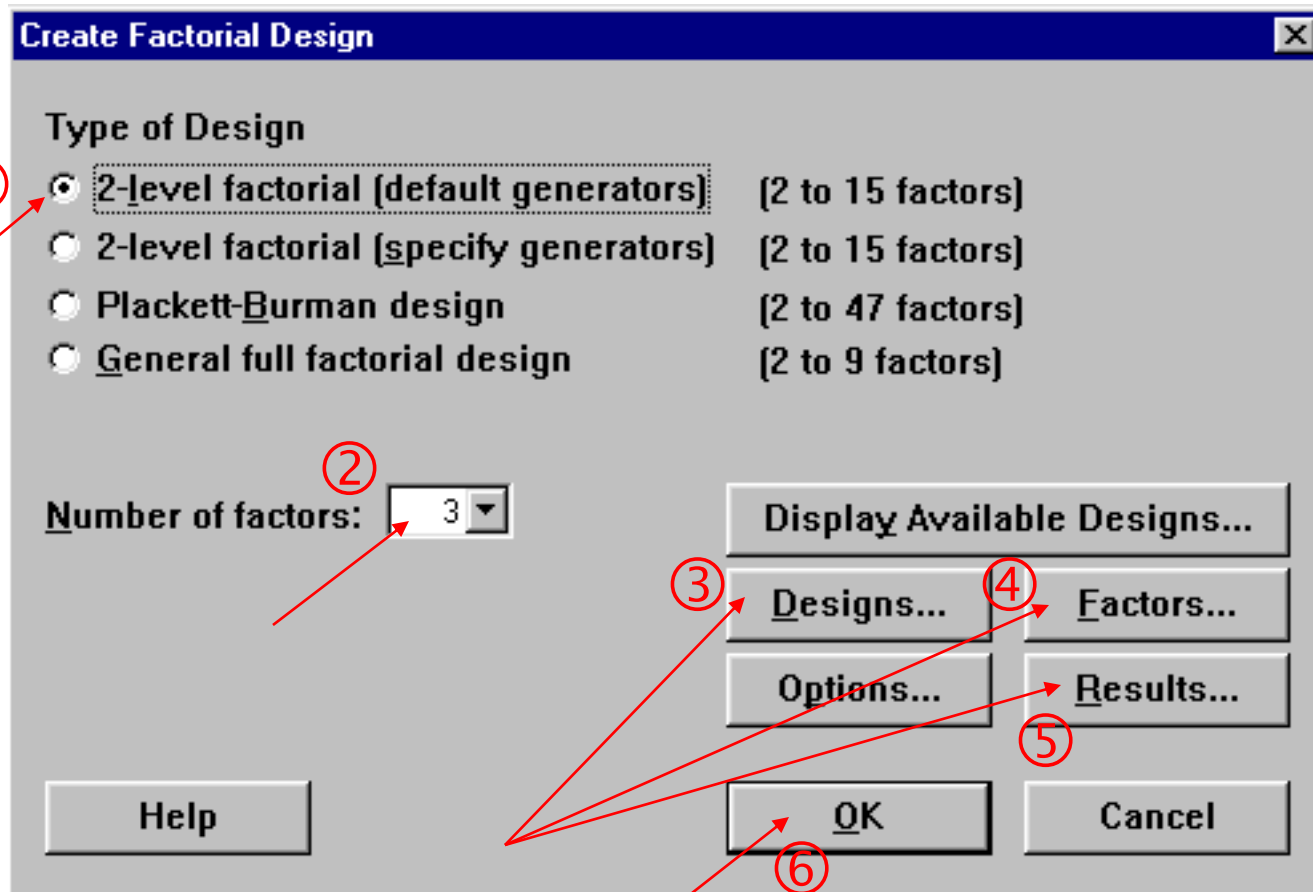 Create Factorial Design
Type of Design
2-level factorial (default generators) (2 to 15 factors)
2-level factorial (specify generators) (2 to 15 factors)
Plackett-Burman design (2 to 47 factors)
General full factorial design (2 to 9 factors)
②
Number of factors: 3
Display Available Designs...
③ Designs... ④ Factors...
Options... Results...
⑤
Help OK Cancel
⑥